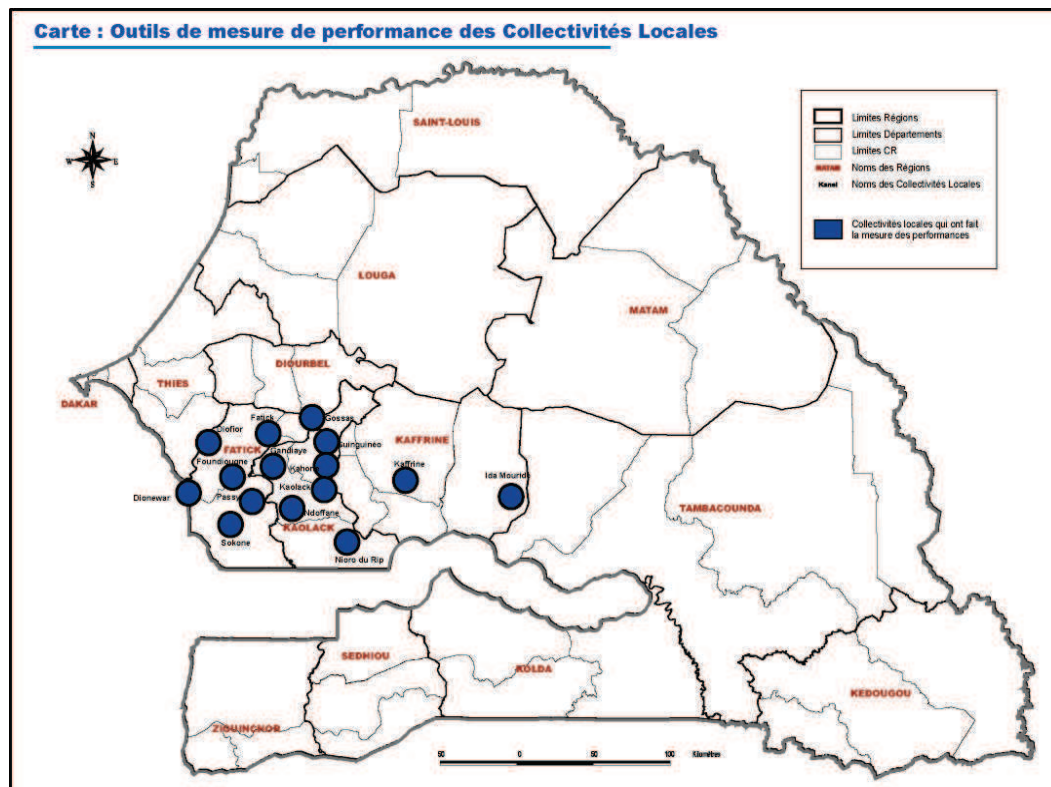 Carte : Outils de mesure de performance des Collectivités Locales
N
W
E
S
SAINT-LOUIS
Limites Régions
Limites Départements
Limites CR
MATAM
Noms des Régions
Kanel
Noms des Collectivités Locales
Collectivités locales qui ont fait
la mesure des performances
LOUGA
MATAM
DIOURBEL
THIES
DAKAR
Gossas
Fatick
Diofior
Guinguinéo
KAFFRINE
FATICK
Gandiaye
Foundiougne
Kahone
Kaffrine
Ida Mouride
Kaolack
Dionewar
Passy
Ndoffane
TAMBACOUNDA
KAOLACK
Sokone
Nioro du Rip
SEDHIOU
KOLDA
KEDOUGOU
ZIGUINCHOR
50 0 50 100 Kilomètres